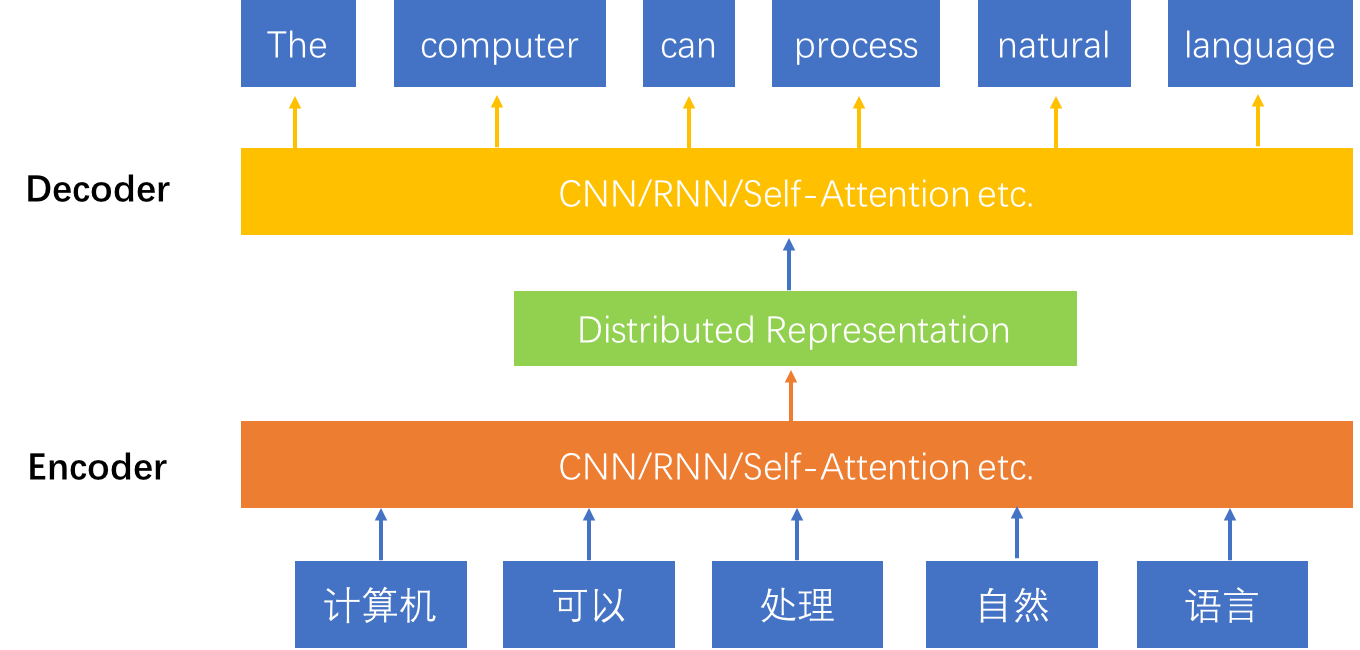 The computer can process natural language
Decoder
CNN/RNN/Self-Attention etc.
Distributed Representation
Encoder
CNN/RNN/Self-Attention etc.
计算机 可以 处理 自然 语言